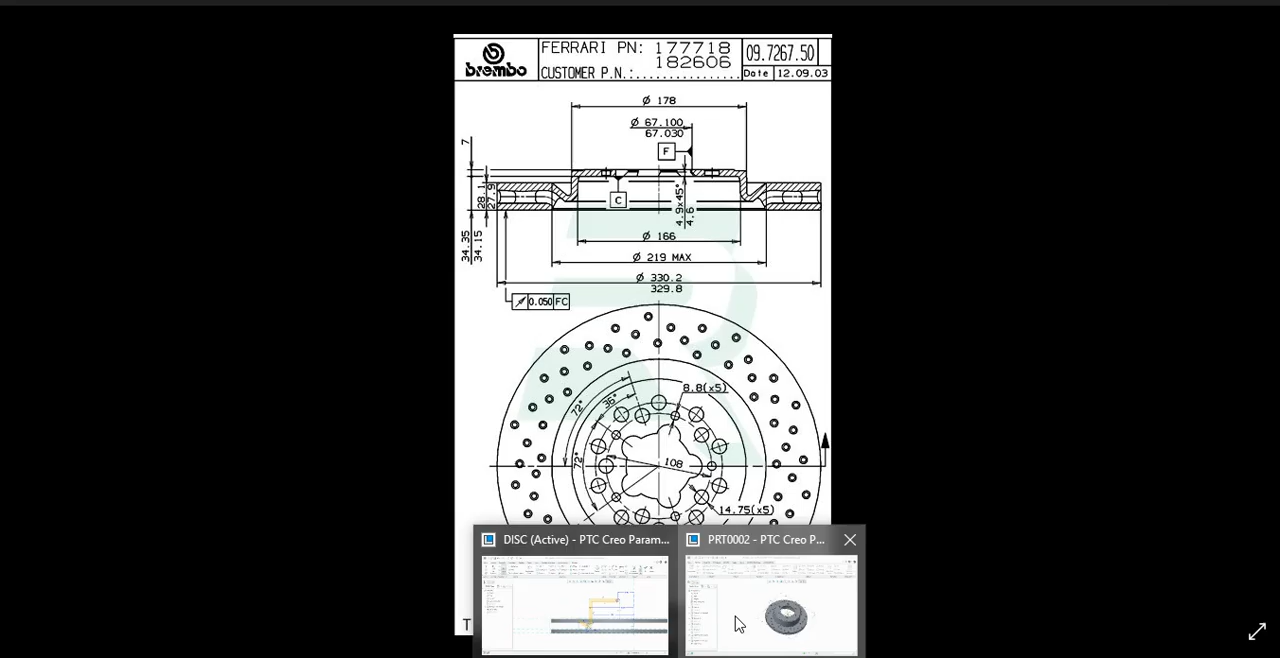 FERRARI PN: 177718
182606
09.7267.50
brembo
CUSTOMER P.N.:................
Date 12.09.03
Ø 178
Ø 67.100
67.030
7
F
C
28.1
27.9
4.9x45°
4.6
34.35
34.15
Ø 166
Ø 219 MAX
Ø 330.2
329.8
0.050 FC
8.8(x5)
72°
36°
72°
108
14.75(x5)
T
DISC (Active) - PTC Creo Param...
PRT0002 - PTC Creo P...